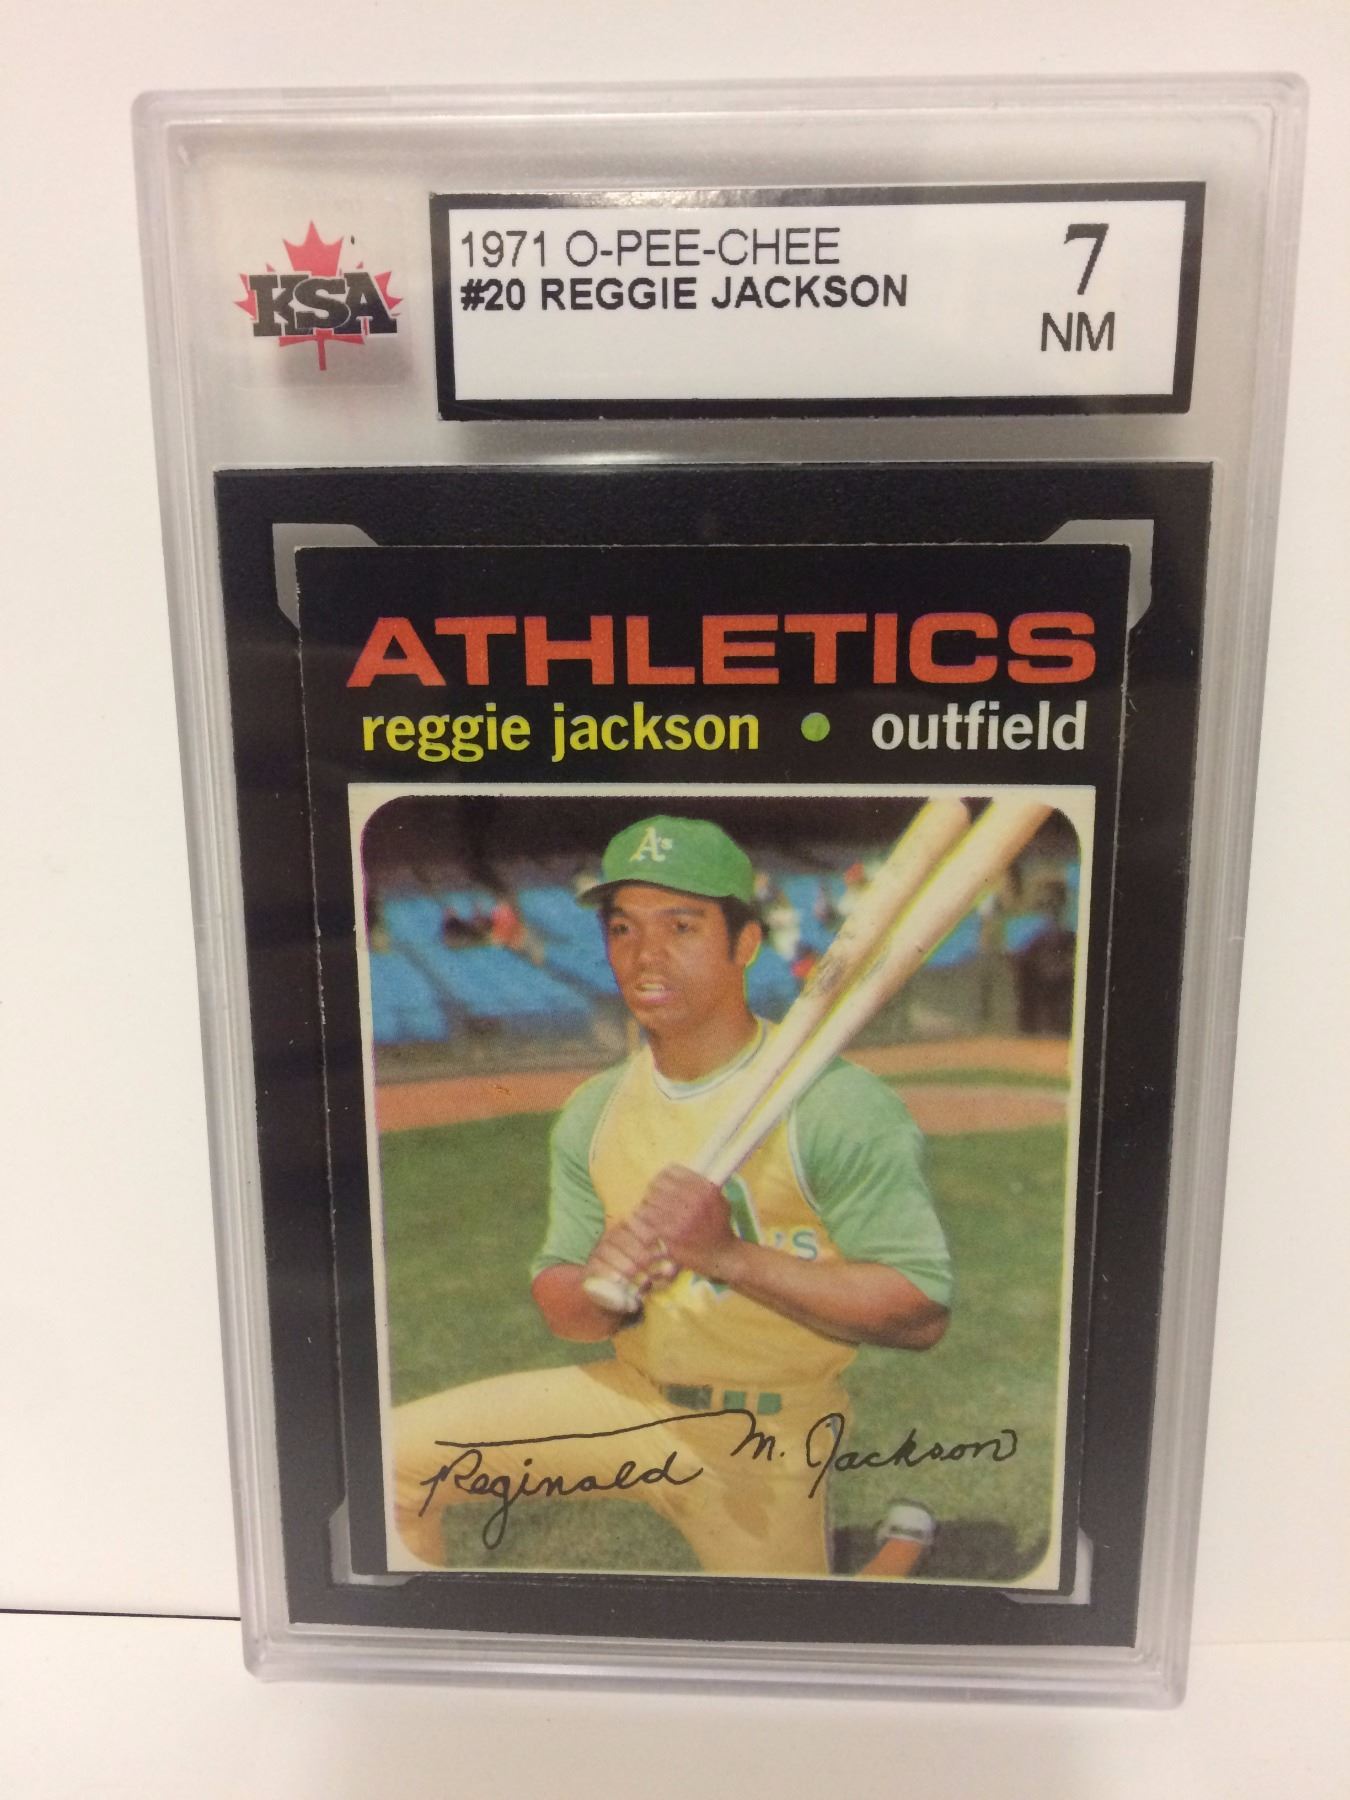 KSA
1971 O-PEE-CHEE
#20 REGGIE JACKSON
7
NM
ATHLETICS
reggie jackson • outfield
A's
's
Reginald M. Jackson